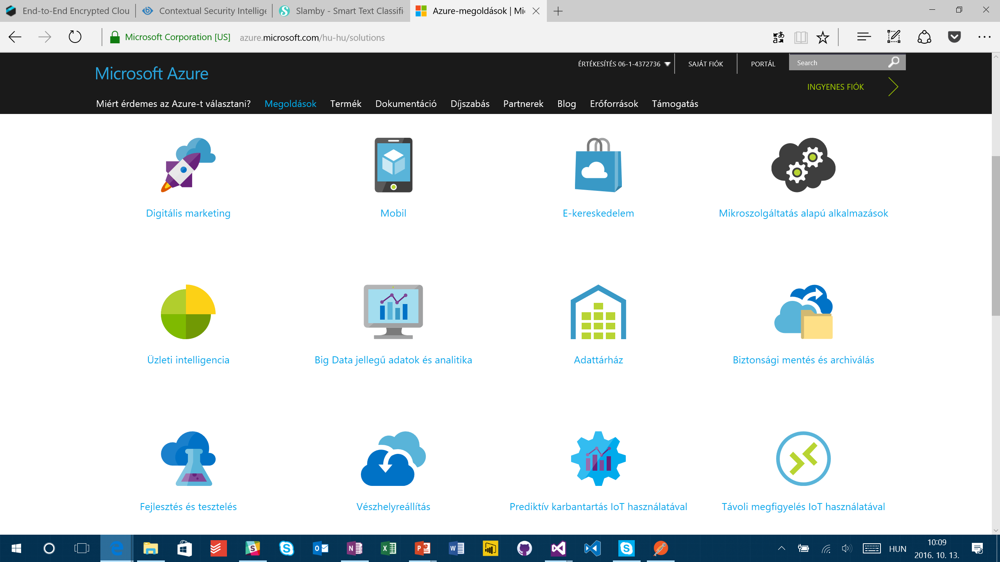 End-to-End Encrypted Clou
Contextual Security Intellige
Slamby - Smart Text Classifi
Azure-megoldások | Mi
Microsoft Corporation [US]
azure.microsoft.com/hu-hu/solutions
ÉRTÉKESÍTÉS 06-1-4372736
SAJÁT FIÓK
PORTÁL
Search
Microsoft Azure
INGYENES FIÓK
Miért érdemes az Azure-t választani?
Megoldások
Termék
Dokumentáció
Díjszabás
Partnerek
Blog
Erőforrások
Támogatás
Digitális marketing
Mobil
E-kereskedelem
Mikroszolgáltatás alapú alkalmazások
Üzleti intelligencia
Big Data jellegű adatok és analitika
Adattárház
Biztonsági mentés és archiválás
Fejlesztés és tesztelés
Vészhelyreállítás
Prediktív karbantartás IoT használatával
Távoli megfigyelés IoT használatával
HUN
10:09
2016. 10. 13.